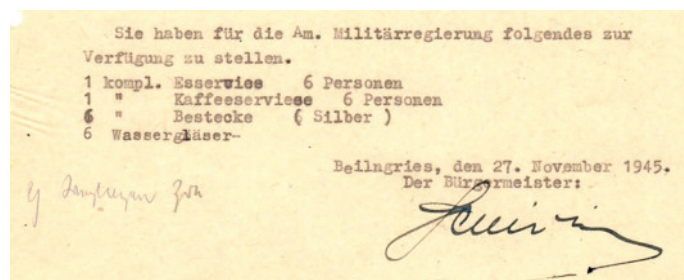 Sie haben für die Am. Militärregierung folgendes zur
Verfügung zu stellen.
1 kompl. Esservice 6 Personen
1 " Kaffeeserviese 6 Personen
6 " Bestecke ( Silber )
6 Wassergläser-
Beilngries, den 27. November 1945.
Der Bürgermeister: